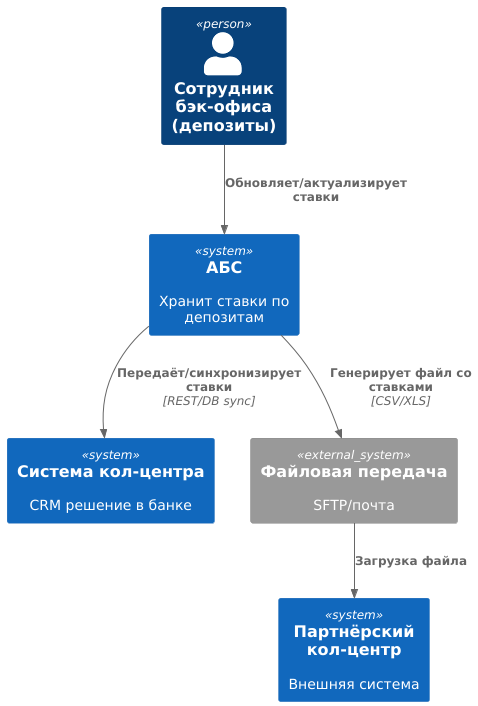 «person»
Сотрудник
бэк-офиса
(депозиты)
Обновляет/актуализирует
ставки
«system»
АБС
Хранит ставки по
депозитам
Передаёт/синхронизирует
ставки
[REST/DB sync]
Генерирует файл со
ставками
[CSV/XLS]
«system»
Система кол-центра
CRM решение в банке
«external_system»
Файловая передача
SFTP/почта
Загрузка файла
«system»
Партнёрский
кол-центр
Внешняя система